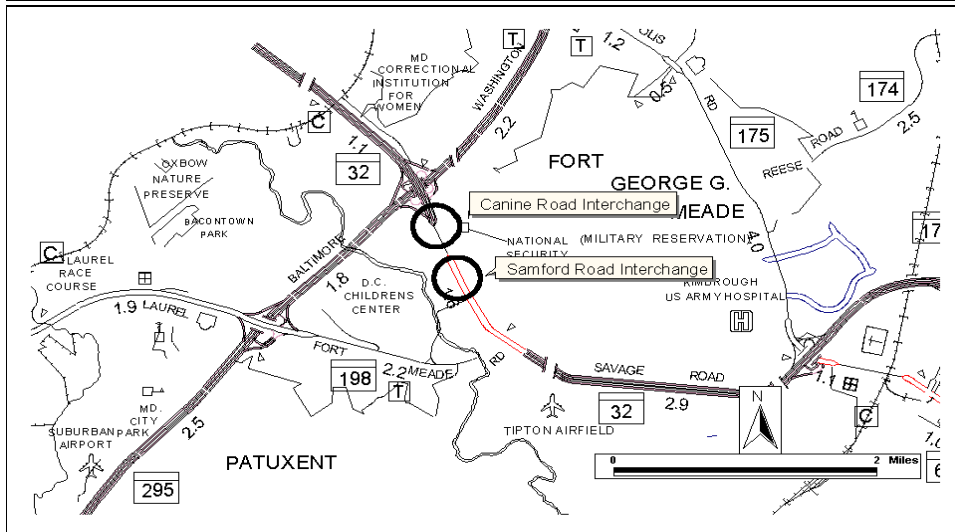 T
T
OLIS
1.2
MD
CORRECTIONAL
INSTITUTION
FOR
WOMEN
WASHINGTON
2.2
0.5
RD
174
2.5
C
1.1
32
175
REESE ROAD
OXBOW
NATURE
PRESERVE
BACONTOWN
PARK
FORT
GEORGE G.
MEADE
Canine Road Interchange
NATIONAL
SECURITY
(MILITARY RESERVATION)
4.0
17
C
LAUREL
RACE
COURSE
BALTIMORE
1.8
D.C.
CHILDRENS
CENTER
Samford Road Interchange
KIMBROUGH
US ARMY HOSPITAL
H
1.9
LAUREL
FORT
MEADE
2.2
198
T
RD
SAVAGE ROAD
32
2.9
T
1.1
C
N
MD.
CITY
PARK
SUBURBAN
AIRPORT
2.5
295
PATUXENT
TIPTON AIRFIELD
0 2 Miles
6